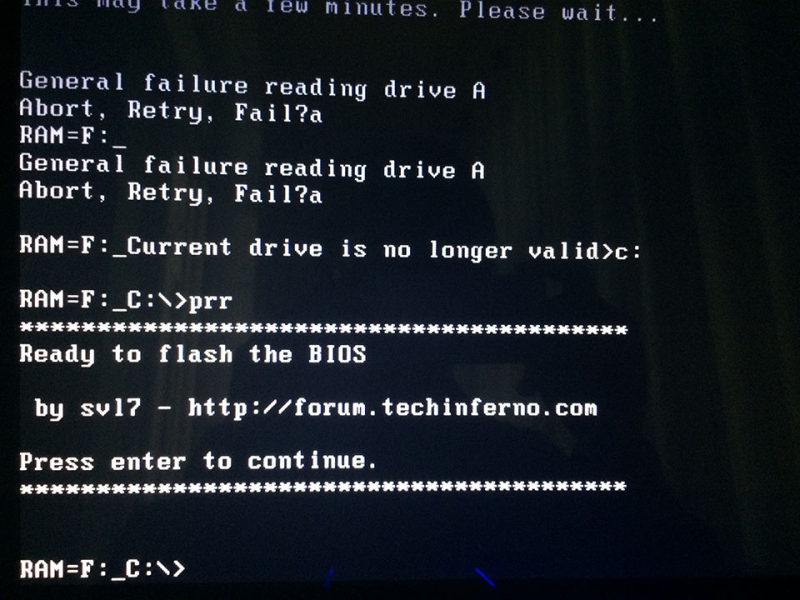 This may take a few minutes. Please wait...
General failure reading drive A
Abort, Retry, Fail?a
RAM=F:_
General failure reading drive A
Abort, Retry, Fail?a
RAM=F:_Current drive is no longer valid>c:
RAM=F:_C:\>prr
****************************************
Ready to flash the BIOS
by svl7 - http://forum.techinferno.com
Press enter to continue.
****************************************
RAM=F:_C:\>